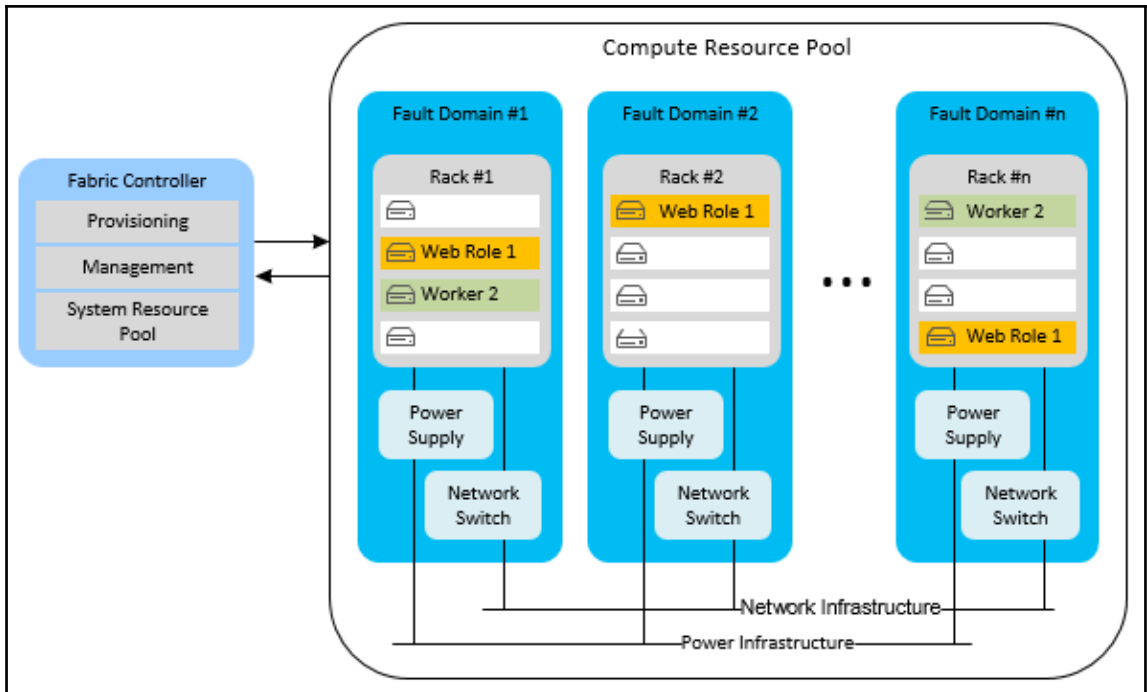 Compute Resource Pool
Fabric Controller
Provisioning
Management
System Resource
Pool
Fault Domain #1
Rack #1
Web Role 1
Worker 2
Power
Supply
Network
Switch
Fault Domain #2
Rack #2
Web Role 1
Power
Supply
Network
Switch
Fault Domain #n
Rack #n
Worker 2
Web Role 1
Power
Supply
Network
Switch
Network Infrastructure
Power Infrastructure